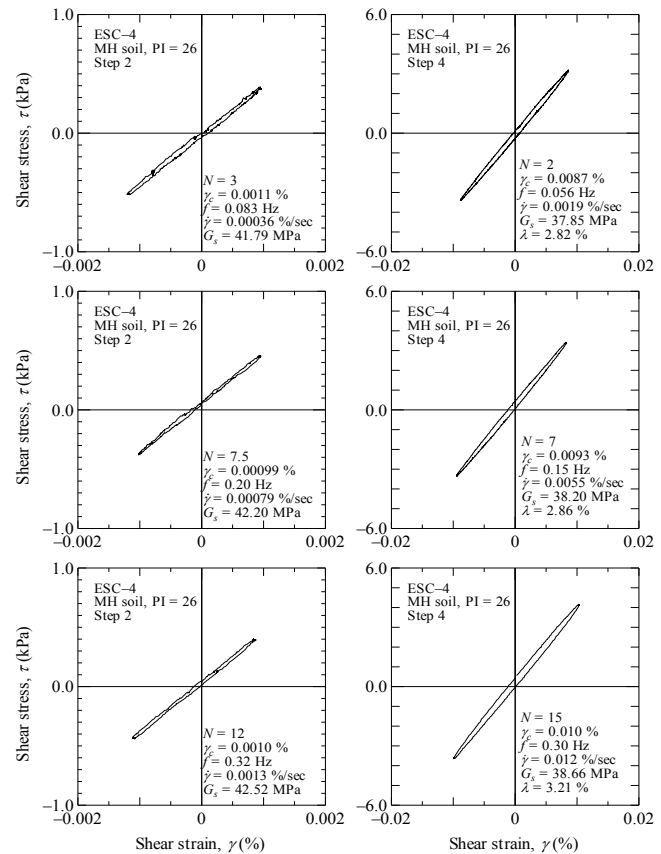 1.0
ESC–4
MH soil, PI = 26
Step 2
Shear stress, τ (kPa)
0.0
N = 3
γc = 0.0011 %
f = 0.083 Hz
γ̇ = 0.00036 %/sec
Gs = 41.79 MPa
–1.0
–0.002
0
0.002
6.0
ESC–4
MH soil, PI = 26
Step 4
0.0
N = 2
γc = 0.0087 %
f = 0.056 Hz
γ̇ = 0.0019 %/sec
Gs = 37.85 MPa
λ = 2.82 %
–6.0
–0.02
0
0.02
1.0
ESC–4
MH soil, PI = 26
Step 2
Shear stress, τ (kPa)
0.0
N = 7.5
γc = 0.00099 %
f = 0.20 Hz
γ̇ = 0.00079 %/sec
Gs = 42.20 MPa
–1.0
–0.002
0
0.002
6.0
ESC–4
MH soil, PI = 26
Step 4
0.0
N = 7
γc = 0.0093 %
f = 0.15 Hz
γ̇ = 0.0055 %/sec
Gs = 38.20 MPa
λ = 2.86 %
–6.0
–0.02
0
0.02
1.0
ESC–4
MH soil, PI = 26
Step 2
Shear stress, τ (kPa)
0.0
N = 12
γc = 0.0010 %
f = 0.32 Hz
γ̇ = 0.0013 %/sec
Gs = 42.52 MPa
–1.0
–0.002
0
0.002
Shear strain, γ (%)
6.0
ESC–4
MH soil, PI = 26
Step 4
0.0
N = 15
γc = 0.010 %
f = 0.30 Hz
γ̇ = 0.012 %/sec
Gs = 38.66 MPa
λ = 3.21 %
–6.0
–0.02
0
0.02
Shear strain, γ (%)